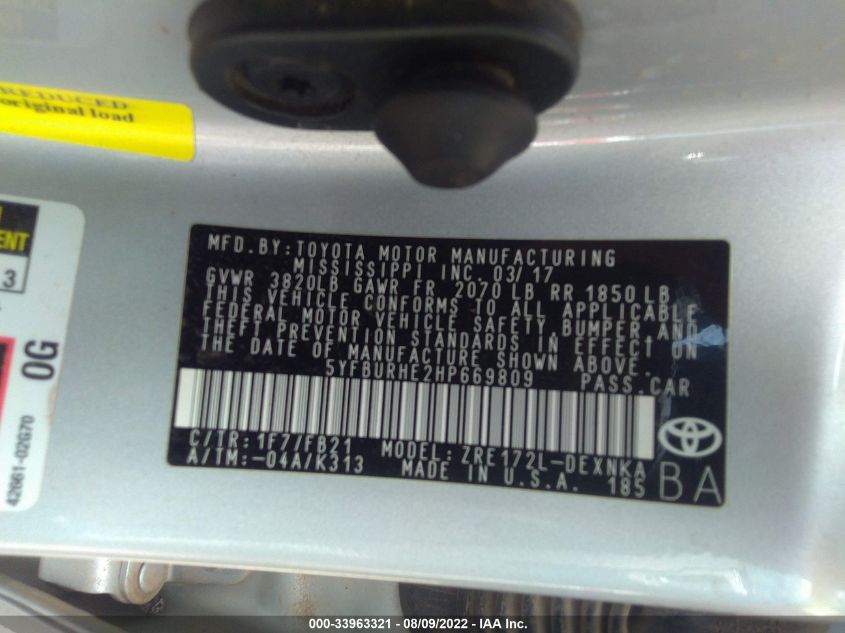 REDUCED
original load
ENT
3
0G
42061-02G70
MFD.BY:TOYOTA MOTOR MANUFACTURING
MISSISSIPPI INC. 03/17
GVWR 3820LB GAWR FR 2070 LB RR 1850 LB
THIS VEHICLE CONFORMS TO ALL APPLICABLE
FEDERAL MOTOR VEHICLE SAFETY, BUMPER AND
THEFT PREVENTION STANDARDS IN EFFECT ON
THE DATE OF MANUFACTURE SHOWN ABOVE.
5YFBURHE2HP669809 PASS.CAR
C/TR:1F7/FB21 MODEL:ZRE172L-DEXNKA
A/TM:-04A/K313 MADE IN U.S.A. 185
BA
000-33963321 - 08/09/2022 - IAA Inc.